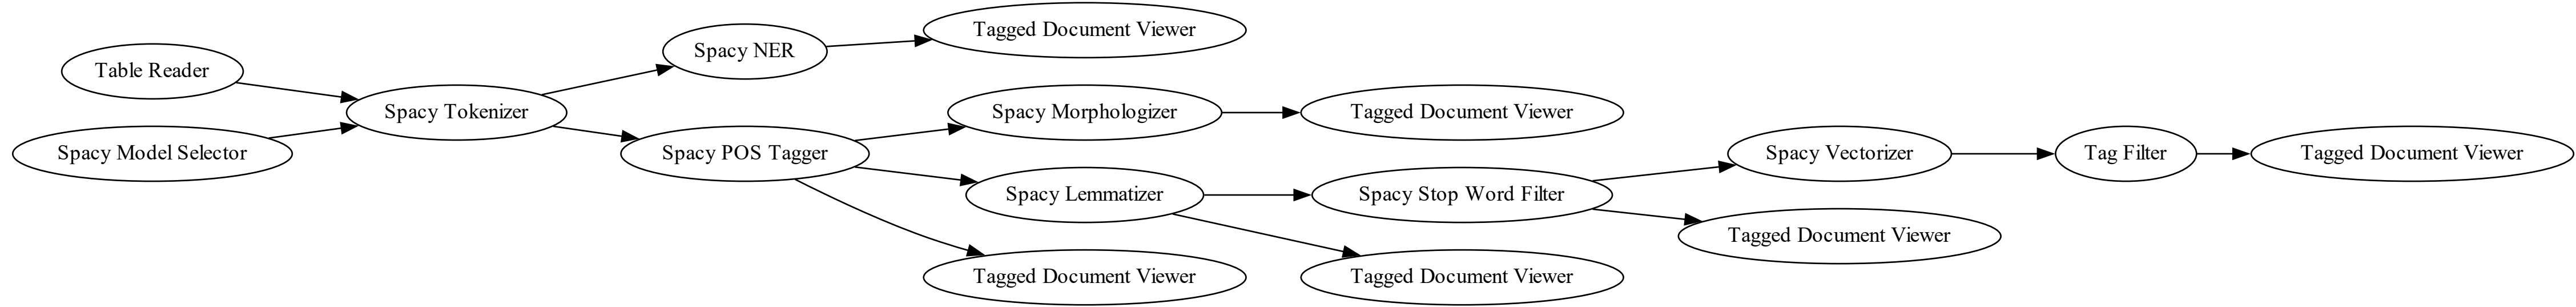 Table Reader
Spacy Model Selector
Spacy Tokenizer
Spacy NER
Spacy POS Tagger
Tagged Document Viewer
Spacy Morphologizer
Spacy Lemmatizer
Tagged Document Viewer
Tagged Document Viewer
Spacy Stop Word Filter
Tagged Document Viewer
Spacy Vectorizer
Tagged Document Viewer
Tag Filter
Tagged Document Viewer